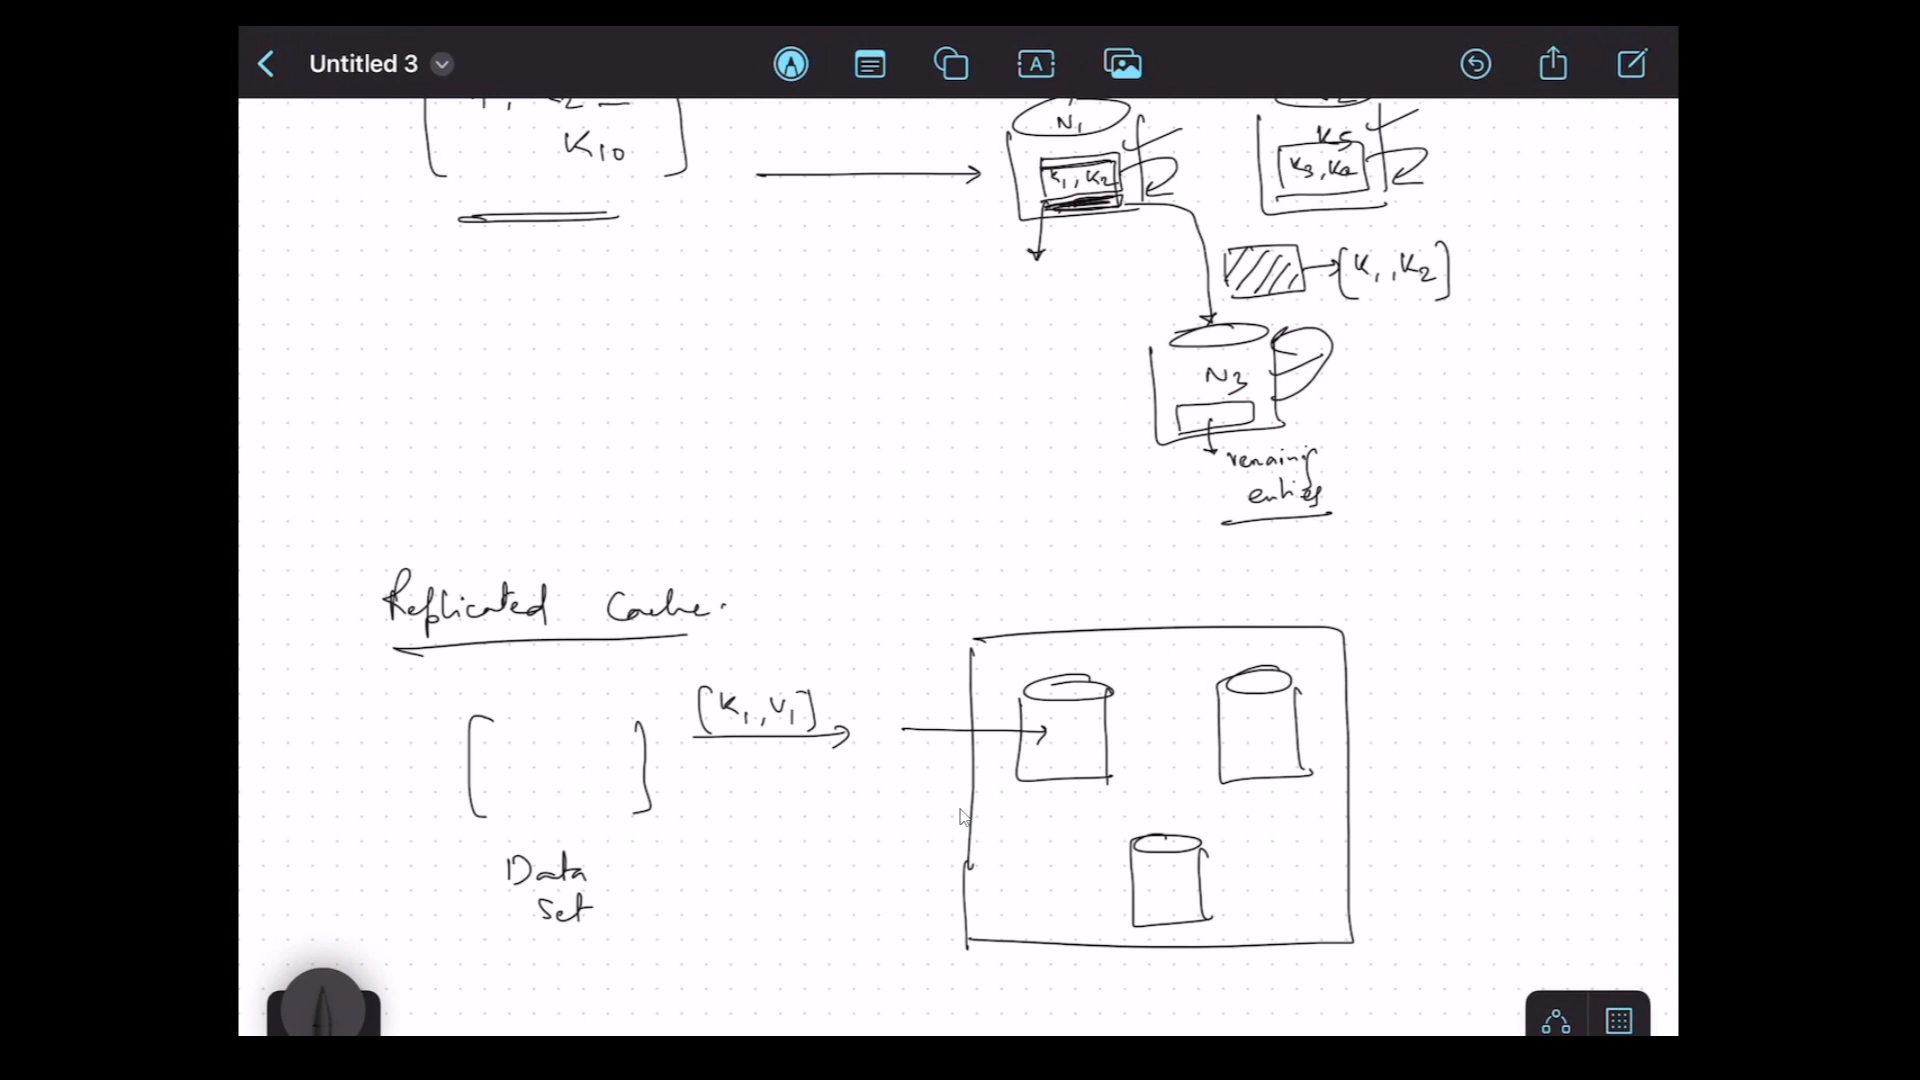 Untitled 3
A
K10
N1
K1, K2
K5
K3, K4
[K1, K2]
N3
remaining
entries
Replicated Cache.
[K1, V1]
Data
Set